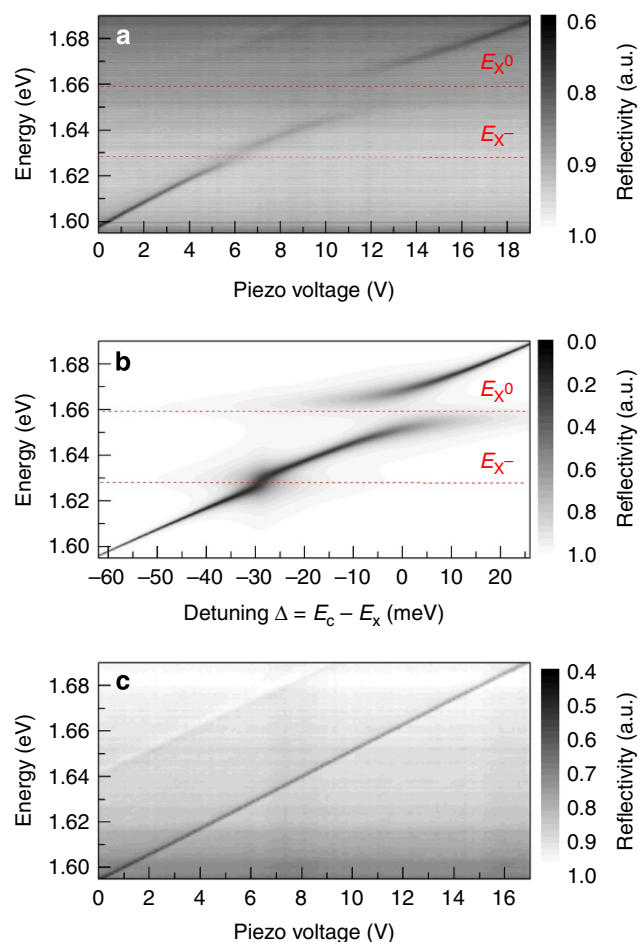 a
Energy (eV)
1.68
1.66
1.64
1.62
1.60
E_X⁰
E_X⁻
0 2 4 6 8 10 12 14 16 18
Piezo voltage (V)
0.6
0.8
0.9
1.0
Reflectivity (a.u.)
b
Energy (eV)
1.68
1.66
1.64
1.62
1.60
E_X⁰
E_X⁻
–60 –50 –40 –30 –20 –10 0 10 20
Detuning Δ = E_c – E_x (meV)
0.0
0.2
0.4
0.6
0.8
1.0
Reflectivity (a.u.)
c
Energy (eV)
1.68
1.64
1.62
1.60
0 2 4 6 8 10 12 14 16
Piezo voltage (V)
0.4
0.5
0.6
0.7
0.8
0.9
1.0
Reflectivity (a.u.)